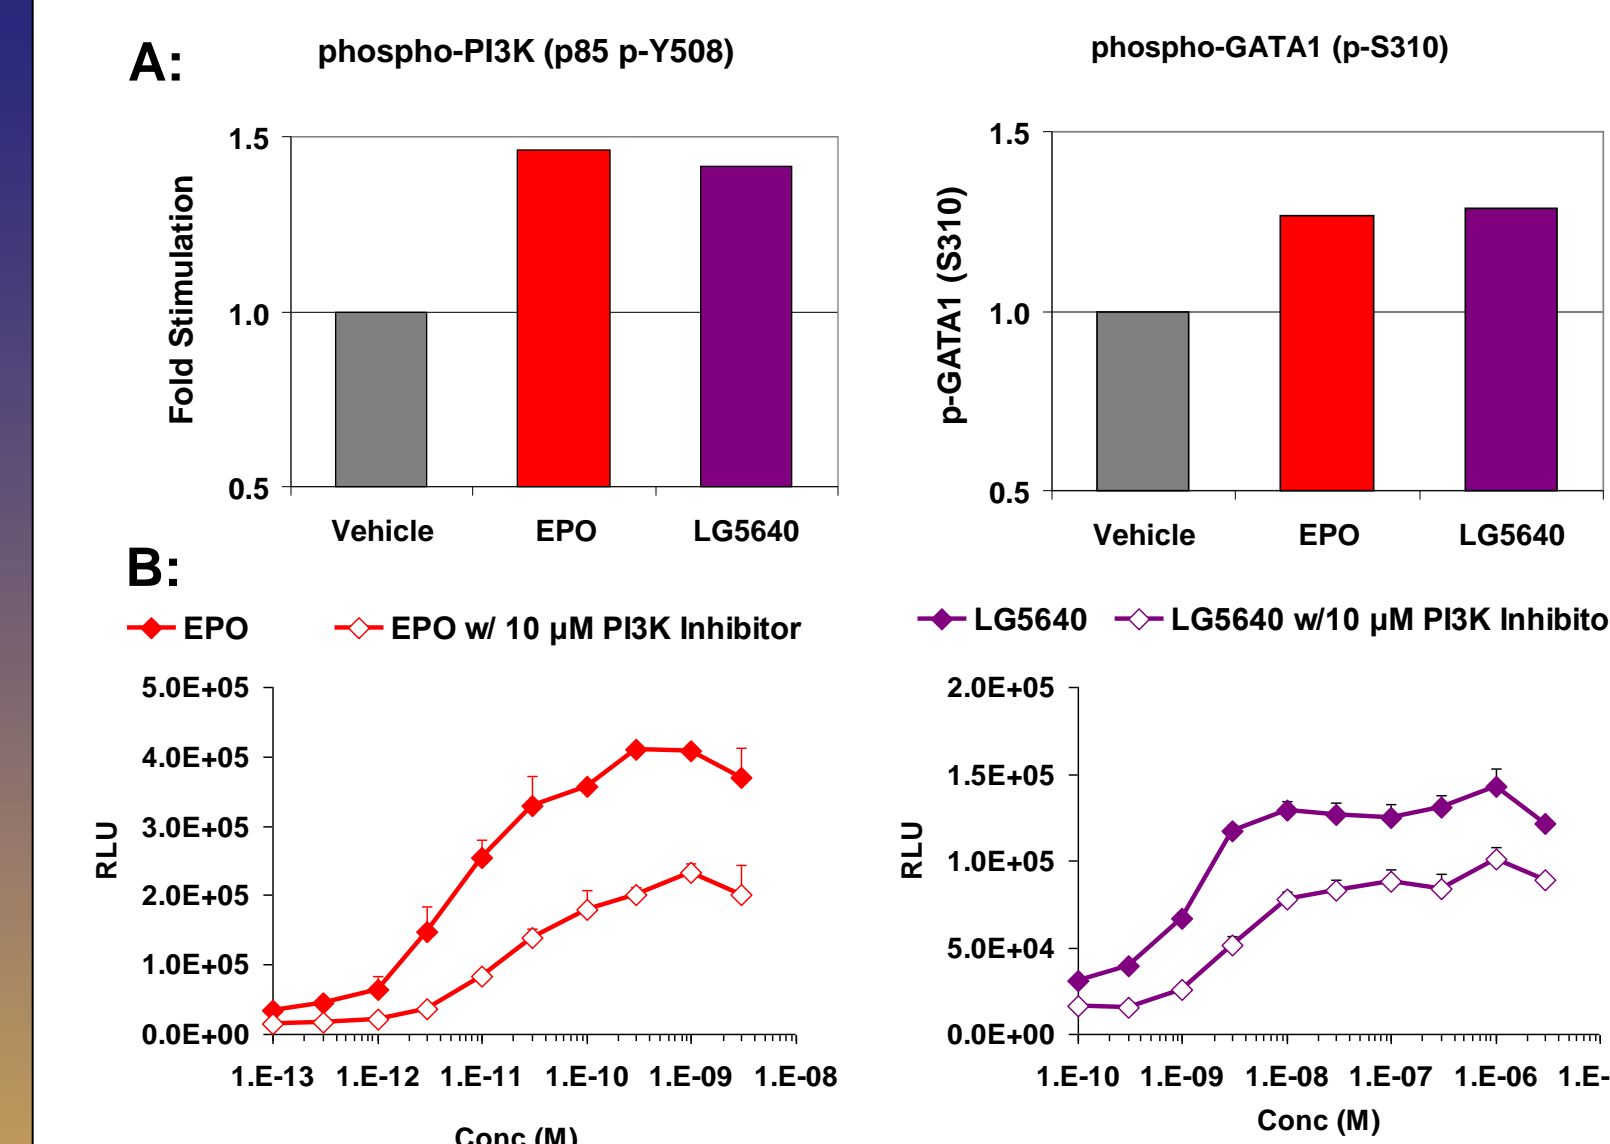 A:
phospho-PI3K (p85 p-Y508)
Fold Stimulation
1.5
1.0
0.5
Vehicle EPO LG5640
phospho-GATA1 (p-S310)
p-GATA1 (S310)
1.5
1.0
0.5
Vehicle EPO LG5640
B:
EPO EPO w/ 10 µM PI3K Inhibitor
RLU
5.0E+05
4.0E+05
3.0E+05
2.0E+05
1.0E+05
0.0E+00
1.E-13 1.E-12 1.E-11 1.E-10 1.E-09 1.E-08
Conc (M)
LG5640 LG5640 w/10 µM PI3K Inhibito
RLU
2.0E+05
1.5E+05
1.0E+05
5.0E+04
0.0E+00
1.E-10 1.E-09 1.E-08 1.E-07 1.E-06 1.E-
Conc (M)